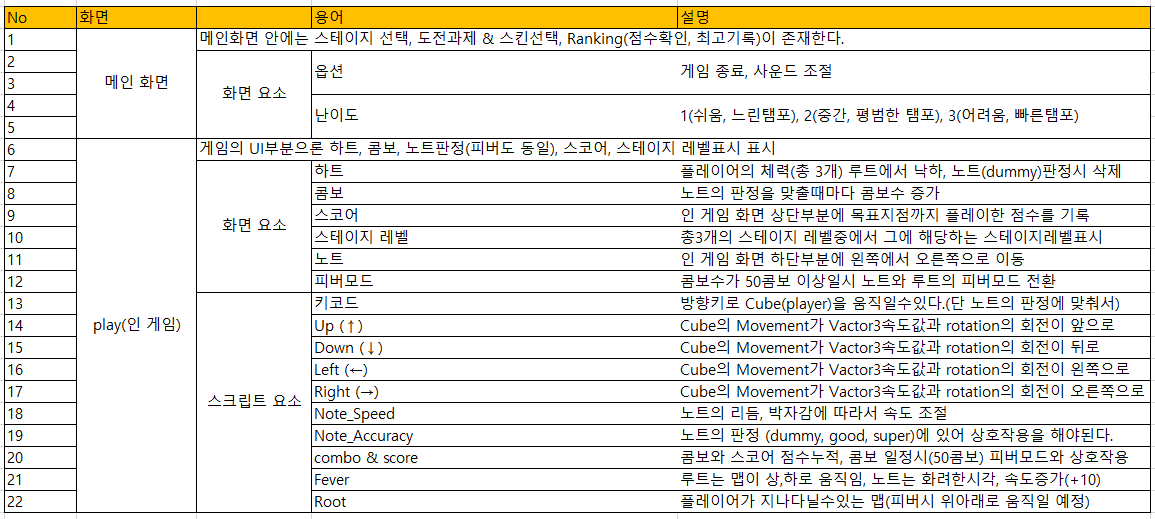 No 화면 용어 설명
1 메인화면 안에는 스테이지 선택, 도전과제 & 스킨선택, Ranking(점수확인, 최고기록)이 존재한다.
2
옵션 게임 종료, 사운드 조절
3
메인 화면
화면 요소
4
난이도 1(쉬움, 느린탬포), 2(중간, 평범한 탬포), 3(어려움, 빠른탬포)
5
6 게임의 UI부분으론 하트, 콤보, 노트판정(피버도 동일), 스코어, 스테이지 레벨표시 표시
7 하트 플레이어의 체력(총 3개) 루트에서 낙하, 노트(dummy)판정시 삭제
8 콤보 노트의 판정을 맞출때마다 콤보수 증가
9 스코어 인 게임 화면 상단부분에 목표지점까지 플레이한 점수를 기록
화면 요소
10 스테이지 레벨 총3개의 스테이지 레벨중에서 그에 해당하는 스테이지레벨표시
11 노트 인 게임 화면 하단부분에 왼쪽에서 오른쪽으로 이동
12 피버모드 콤보수가 50콤보 이상일시 노트와 루트의 피버모드 전환
13 키코드 방향키로 Cube(player)을 움직일수있다.(단 노트의 판정에 맞춰서)
play(인 게임)
14 Up (↑) Cube의 Movement가 Vactor3속도값과 rotation의 회전이 앞으로
15 Down (↓) Cube의 Movement가 Vactor3속도값과 rotation의 회전이 뒤로
16 Left (←) Cube의 Movement가 Vactor3속도값과 rotation의 회전이 왼쪽으로
17 Right (→) Cube의 Movement가 Vactor3속도값과 rotation의 회전이 오른쪽으로
스크립트 요소
18 Note_Speed 노트의 리듬, 박자감에 따라서 속도 조절
19 Note_Accuracy 노트의 판정 (dummy, good, super)에 있어 상호작용을 해야된다.
20 combo & score 콤보와 스코어 점수누적, 콤보 일정시(50콤보) 피버모드와 상호작용
21 Fever 루트는 맵이 상,하로 움직임, 노트는 화려한시각, 속도증가(+10)
22 Root 플레이어가 지나다닐수있는 맵(피버시 위아래로 움직일 예정)